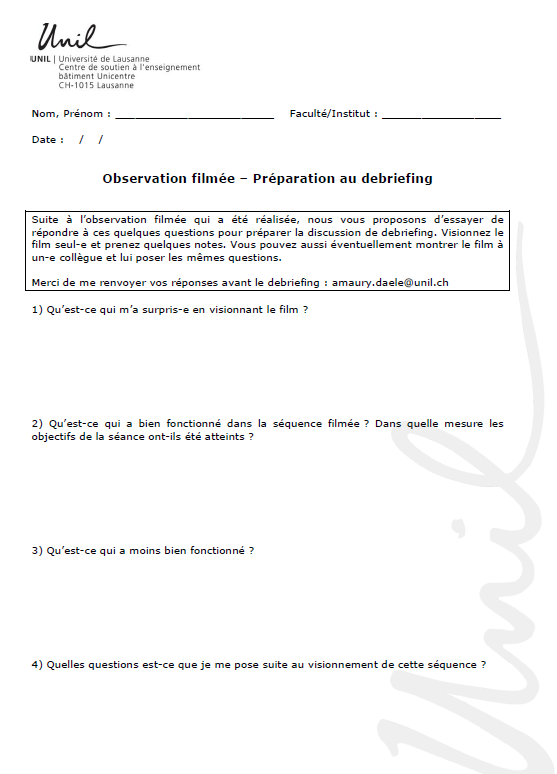 Unil
UNIL | Université de Lausanne
Centre de soutien à l'enseignement
bâtiment Unicentre
CH-1015 Lausanne
Nom, Prénom : ________________________ Faculté/Institut : __________________
Date : / /
Observation filmée – Préparation au debriefing
Suite à l'observation filmée qui a été réalisée, nous vous proposons d'essayer de
répondre à ces quelques questions pour préparer la discussion de debriefing. Visionnez le
film seul-e et prenez quelques notes. Vous pouvez aussi éventuellement montrer le film à
un-e collègue et lui poser les mêmes questions.
Merci de me renvoyer vos réponses avant le debriefing : amaury.daele@unil.ch
1) Qu'est-ce qui m'a surpris-e en visionnant le film ?
2) Qu'est-ce qui a bien fonctionné dans la séquence filmée ? Dans quelle mesure les
objectifs de la séance ont-ils été atteints ?
3) Qu'est-ce qui a moins bien fonctionné ?
4) Quelles questions est-ce que je me pose suite au visionnement de cette séquence ?
Unil